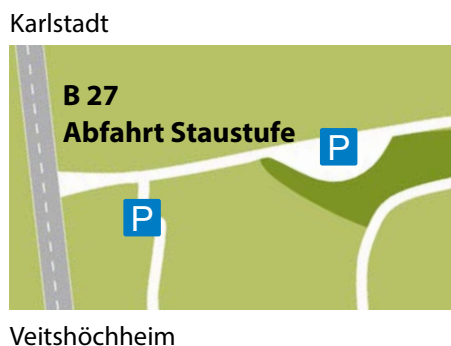 Karlstadt
B 27
Abfahrt Staustufe
P
P
Veitshöchheim